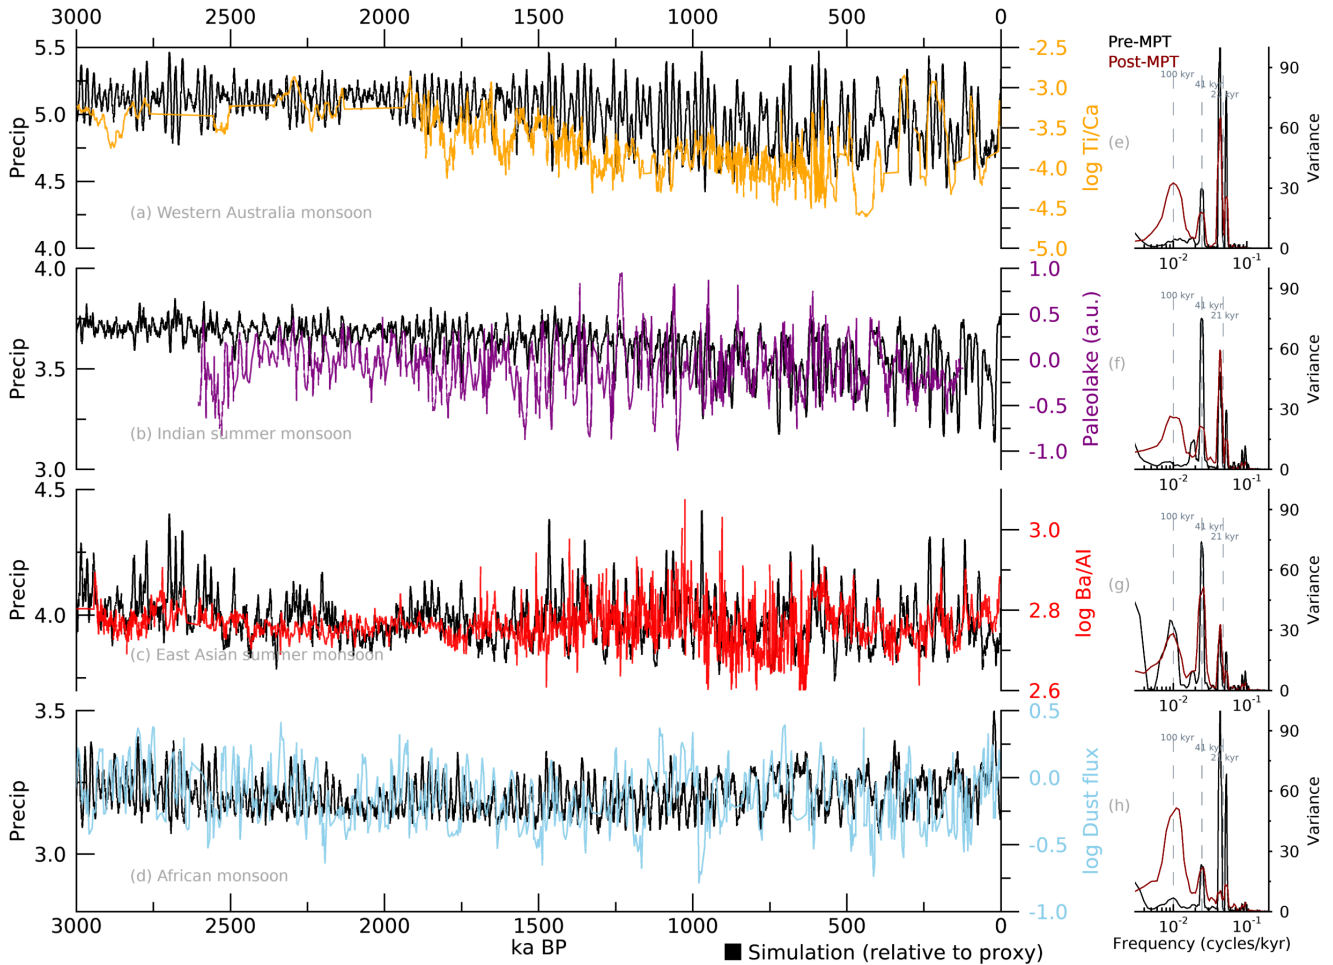 3000 2500 2000 1500 1000 500 0
Pre-MPT
Post-MPT
5.5
5.0
4.5
4.0
Precip
(a) Western Australia monsoon
-2.5
-3.0
-3.5
-4.0
-4.5
-5.0
log Ti/Ca
100 kyr
41 kyr
21 kyr
(e)
90
60
30
0
Variance
10-2 10-1
4.0
3.5
3.0
Precip
(b) Indian summer monsoon
1.0
0.5
0.0
-0.5
-1.0
Paleolake (a.u.)
100 kyr
41 kyr
21 kyr
(f)
90
60
30
0
Variance
10-2 10-1
4.5
4.0
Precip
(c) East Asian summer monsoon
3.0
2.8
2.6
log Ba/Al
100 kyr
41 kyr
21 kyr
(g)
90
60
30
0
Variance
10-2 10-1
3.5
3.0
Precip
(d) African monsoon
0.5
0.0
-0.5
-1.0
log Dust flux
100 kyr
41 kyr
21 kyr
(h)
90
60
30
0
Variance
10-2 10-1
3000 2500 2000 1500 1000 500 0
ka BP
Frequency (cycles/kyr)
Simulation (relative to proxy)